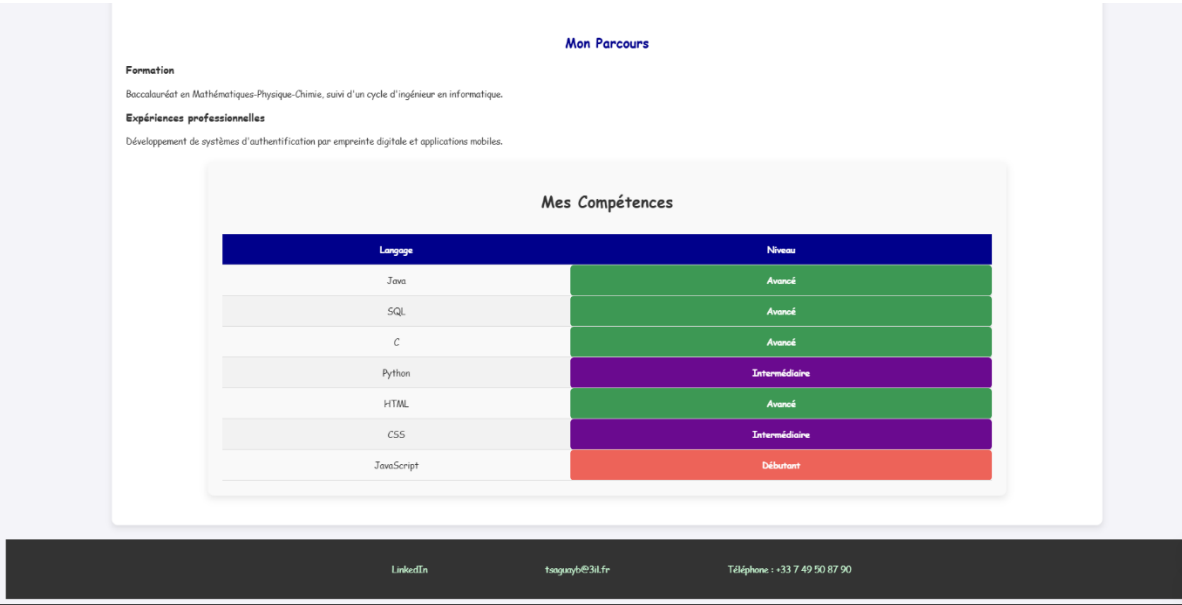 Mon Parcours
Formation
Baccalauréat en Mathématiques-Physique-Chimie, suivi d'un cycle d'ingénieur en informatique.
Expériences professionnelles
Développement de systèmes d'authentification par empreinte digitale et applications mobiles.
Mes Compétences
Langage Niveau
Java Avancé
SQL Avancé
C Avancé
Python Intermédiaire
HTML Avancé
CSS Intermédiaire
JavaScript Débutant
LinkedIn tsaguayb@3il.fr Téléphone : +33 7 49 50 87 90